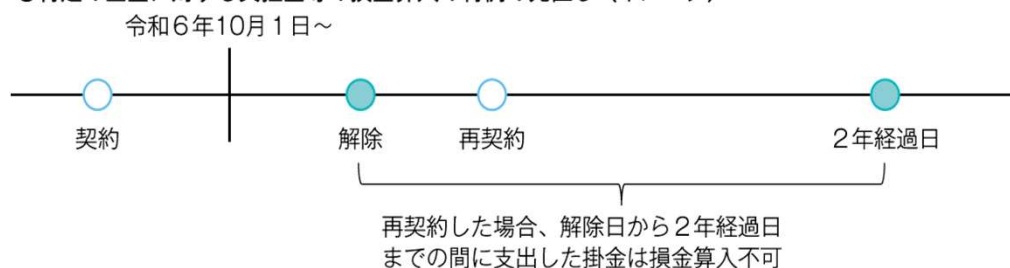 令和６年10月１日～
契約
解除
再契約
２年経過日
再契約した場合、解除日から２年経過日
までの間に支出した掛金は損金算入不可